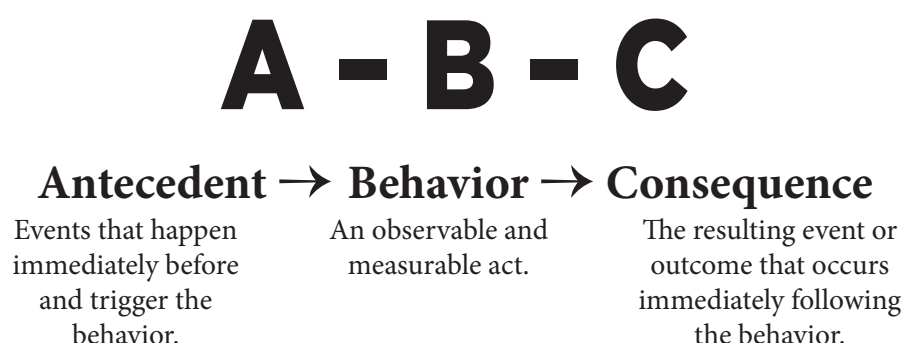 A - B - C
Antecedent → Behavior → Consequence
Events that happen
immediately before
and trigger the
behavior.
An observable and
measurable act.
The resulting event or
outcome that occurs
immediately following
the behavior.